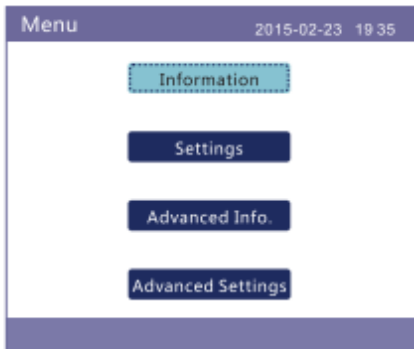 Menu 2015-02-23 19 35
Information
Settings
Advanced Info.
Advanced Settings